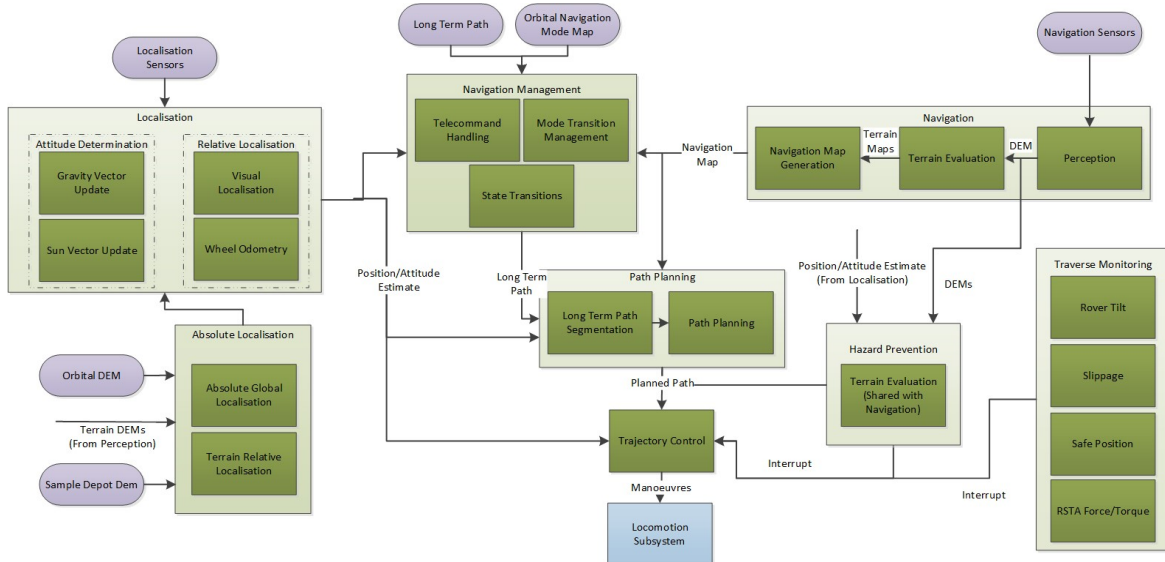 Long Term Path
Orbital Navigation
Mode Map
Localisation
Sensors
Navigation Sensors
Localisation
Attitude Determination
Gravity Vector
Update
Sun Vector Update
Relative Localisation
Visual
Localisation
Wheel Odometry
Navigation Management
Telecommand
Handling
Mode Transition
Management
State Transitions
Navigation
Map
Navigation
Navigation Map
Generation
Terrain
Maps
Terrain Evaluation
DEM
Perception
Position/Attitude
Estimate
Long Term
Path
Path Planning
Long Term Path
Segmentation
Path Planning
Position/Attitude Estimate
(From Localisation)
DEMs
Traverse Monitoring
Rover Tilt
Slippage
Safe Position
RSTA Force/Torque
Absolute Localisation
Absolute Global
Localisation
Terrain Relative
Localisation
Orbital DEM
Terrain DEMs
(From Perception)
Sample Depot Dem
Hazard Prevention
Terrain Evaluation
(Shared with
Navigation)
Planned Path
Trajectory Control
Interrupt
Interrupt
Manoeuvres
Locomotion
Subsystem